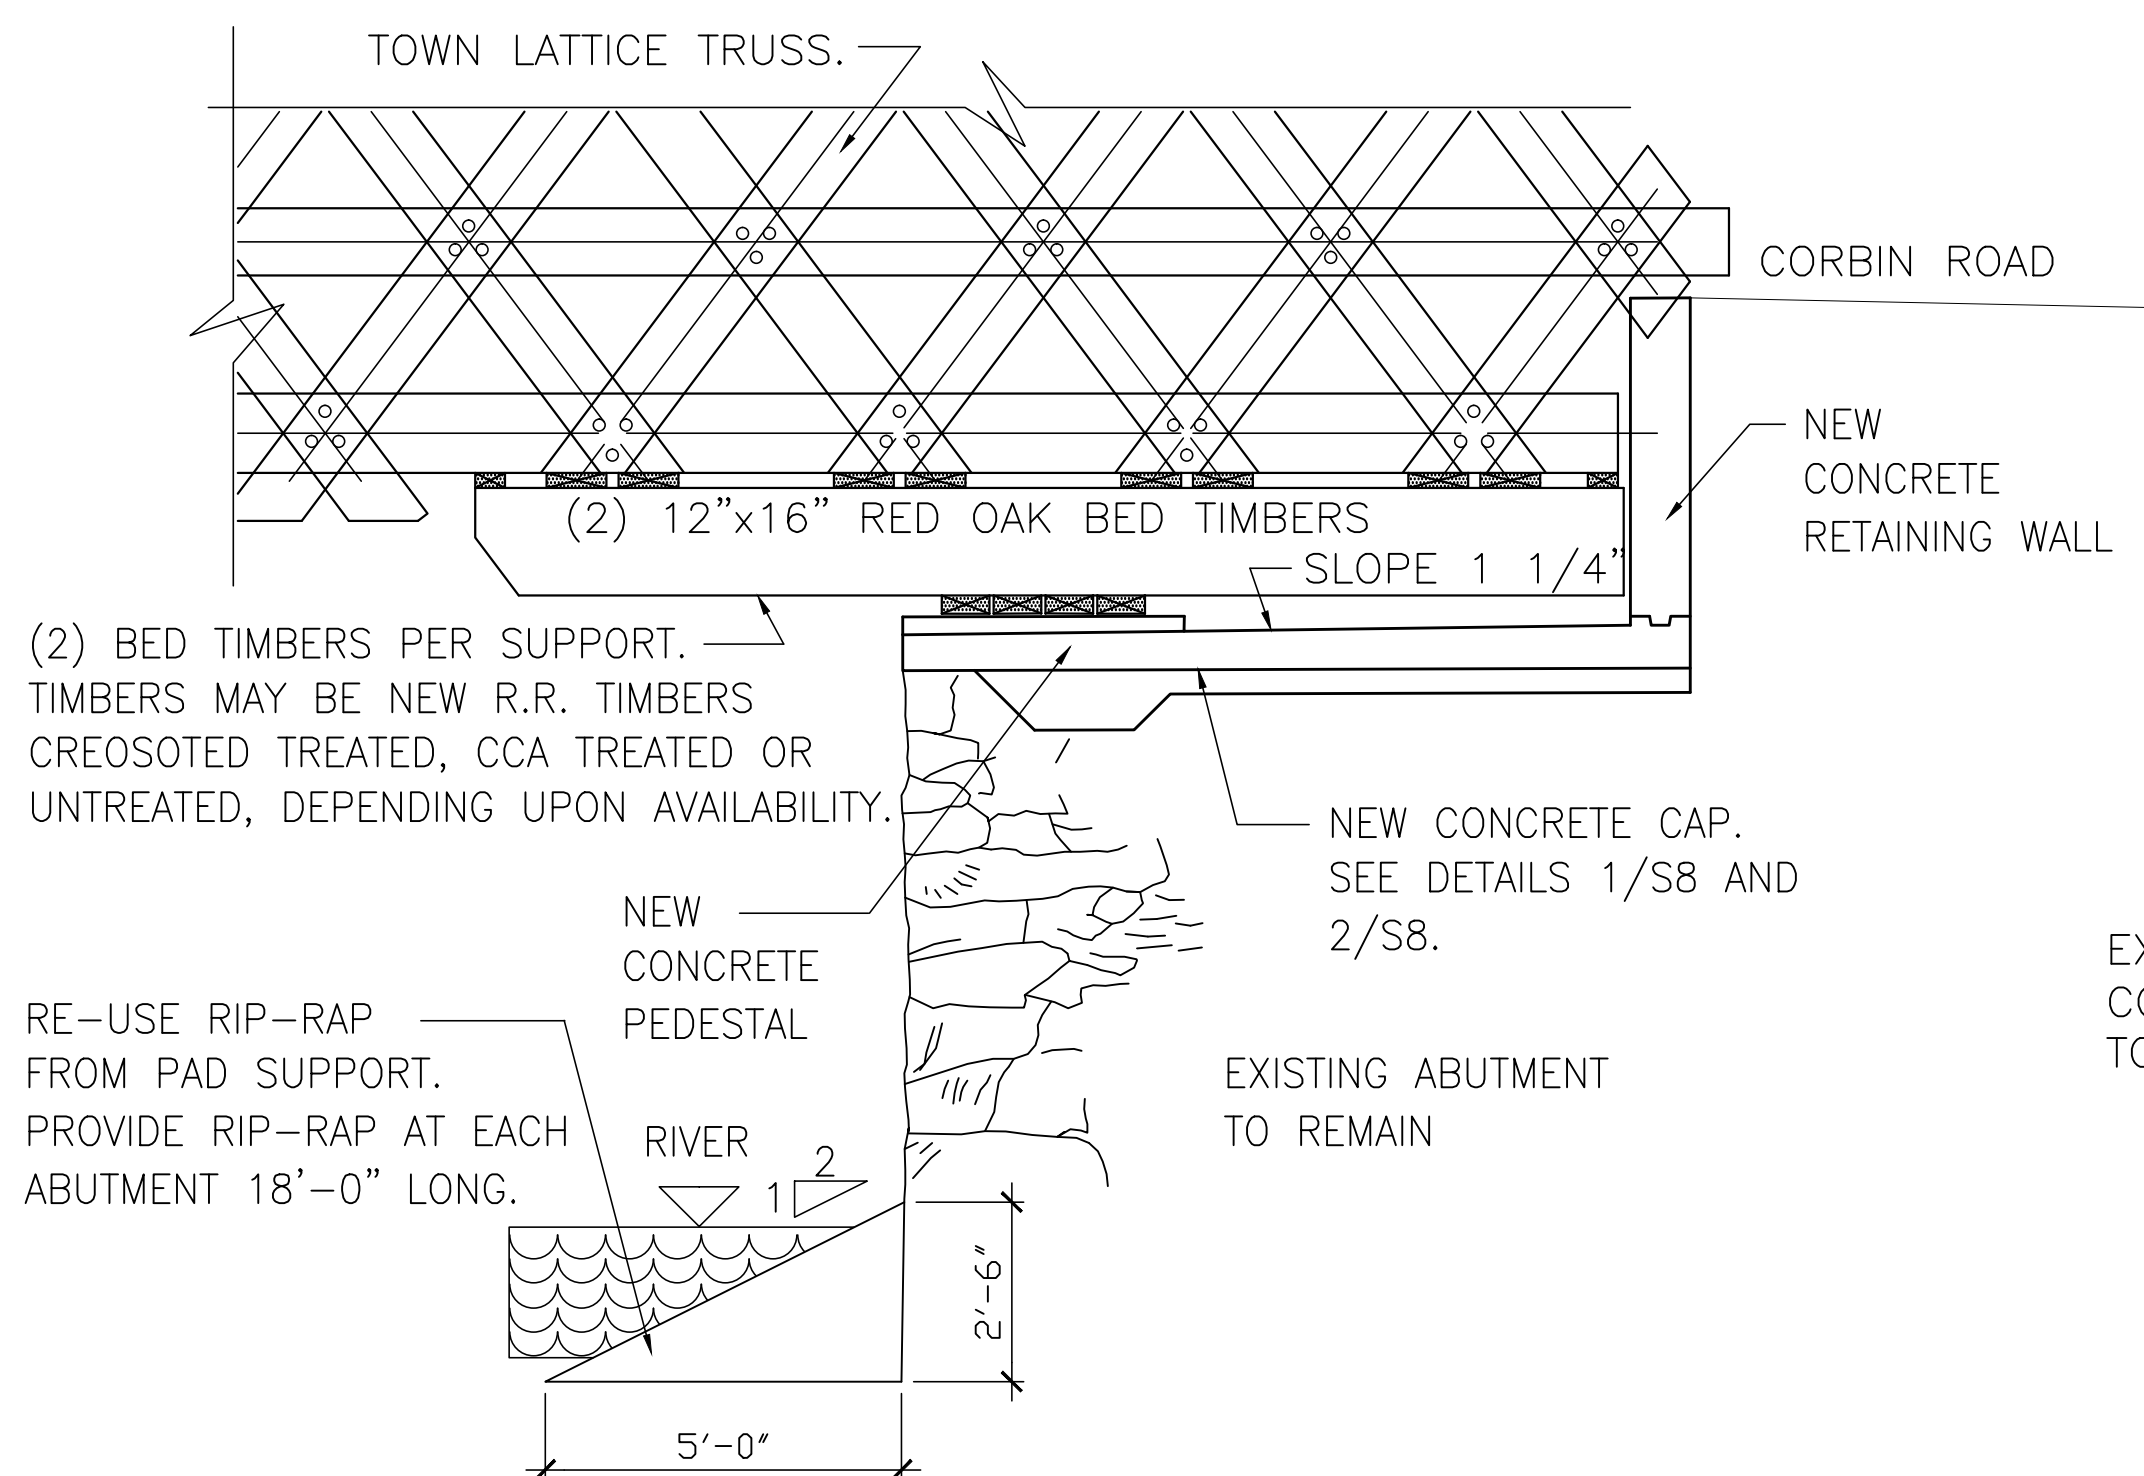 TOWN LATTICE TRUSS.
CORBIN ROAD
NEW
CONCRETE
RETAINING WALL
(2) 12"x16" RED OAK BED TIMBERS
SLOPE 1 1/4"
(2) BED TIMBERS PER SUPPORT.
TIMBERS MAY BE NEW R.R. TIMBERS
CREOSOTED TREATED, CCA TREATED OR
UNTREATED, DEPENDING UPON AVAILABILITY.
NEW CONCRETE CAP.
SEE DETAILS 1/S8 AND
2/S8.
NEW
CONCRETE
PEDESTAL
RE-USE RIP-RAP
FROM PAD SUPPORT.
PROVIDE RIP-RAP AT EACH
ABUTMENT 18'-0" LONG.
EXISTING ABUTMENT
TO REMAIN
RIVER
1
2
2'-6"
5'-0"